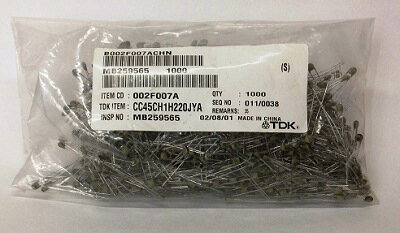 B002F007ACHN
MB259565 1000
(S)
ITEM CD : 002F007A QTY : 1000
TDK ITEM : CC45CH1H220JYA SEQ NO : 011/0038
INSP NO : MB259565 REMARKS :
02/08/01 MADE IN CHINA
TDK